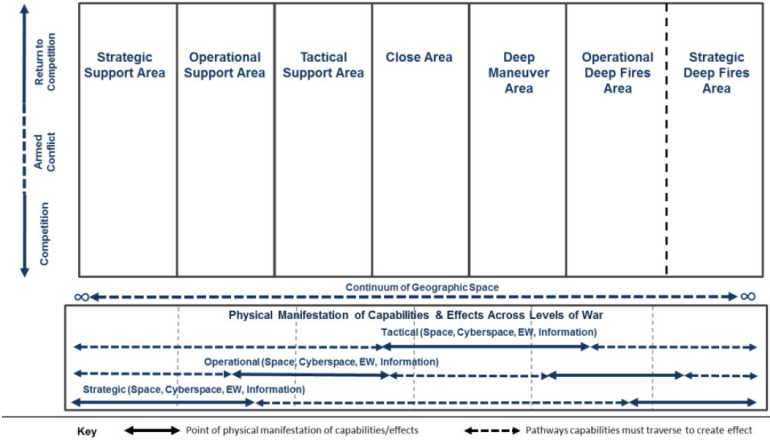 Return to
Competition
Armed
Conflict
Competition
Strategic
Support Area
Operational
Support Area
Tactical
Support Area
Close Area
Deep
Maneuver
Area
Operational
Deep Fires
Area
Strategic
Deep Fires
Area
Continuum of Geographic Space
∞ ∞
Physical Manifestation of Capabilities & Effects Across Levels of War
Tactical (Space, Cyberspace, EW, Information)
Operational (Space, Cyberspace, EW, Information)
Strategic (Space, Cyberspace, EW, Information)
Key Point of physical manifestation of capabilities/effects Pathways capabilities must traverse to create effect